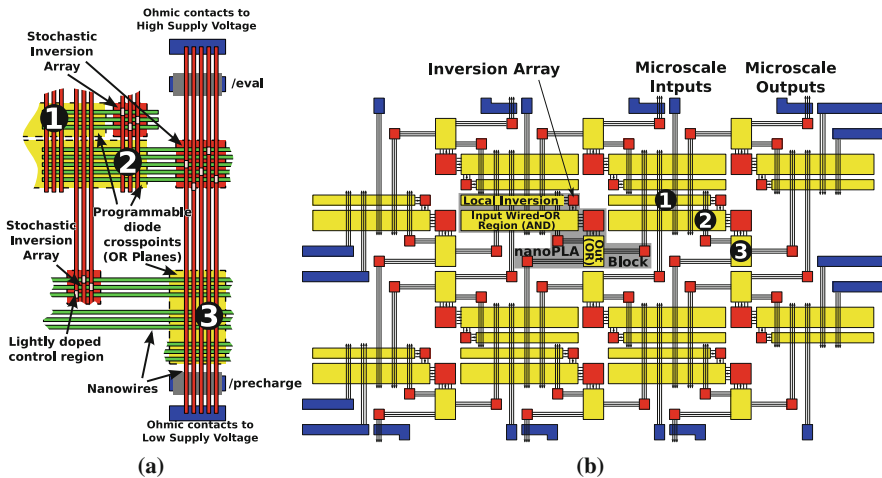 Ohmic contacts to
High Supply Voltage
Stochastic
Inversion
Array
/eval
1
2
Programmable
diode
crosspoints
(OR Planes)
Stochastic
Inversion
Array
3
Lightly doped
control region
Nanowires
/precharge
Ohmic contacts to
Low Supply Voltage
(a)
Inversion Array
Microscale
Intputs
Microscale
Outputs
Local Inversion
1
Input Wired-OR
Region (AND)
2
nanoPLA
Out
(OR)
Block
3
(b)